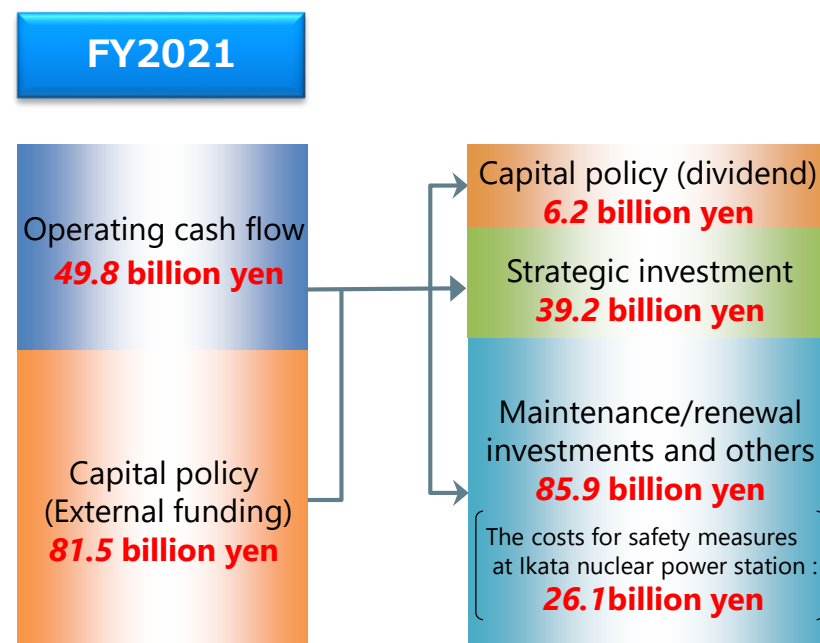 FY2021
Operating cash flow
49.8 billion yen
Capital policy
(External funding)
81.5 billion yen
Capital policy (dividend)
6.2 billion yen
Strategic investment
39.2 billion yen
Maintenance/renewal
investments and others
85.9 billion yen
The costs for safety measures
at Ikata nuclear power station :
26.1billion yen